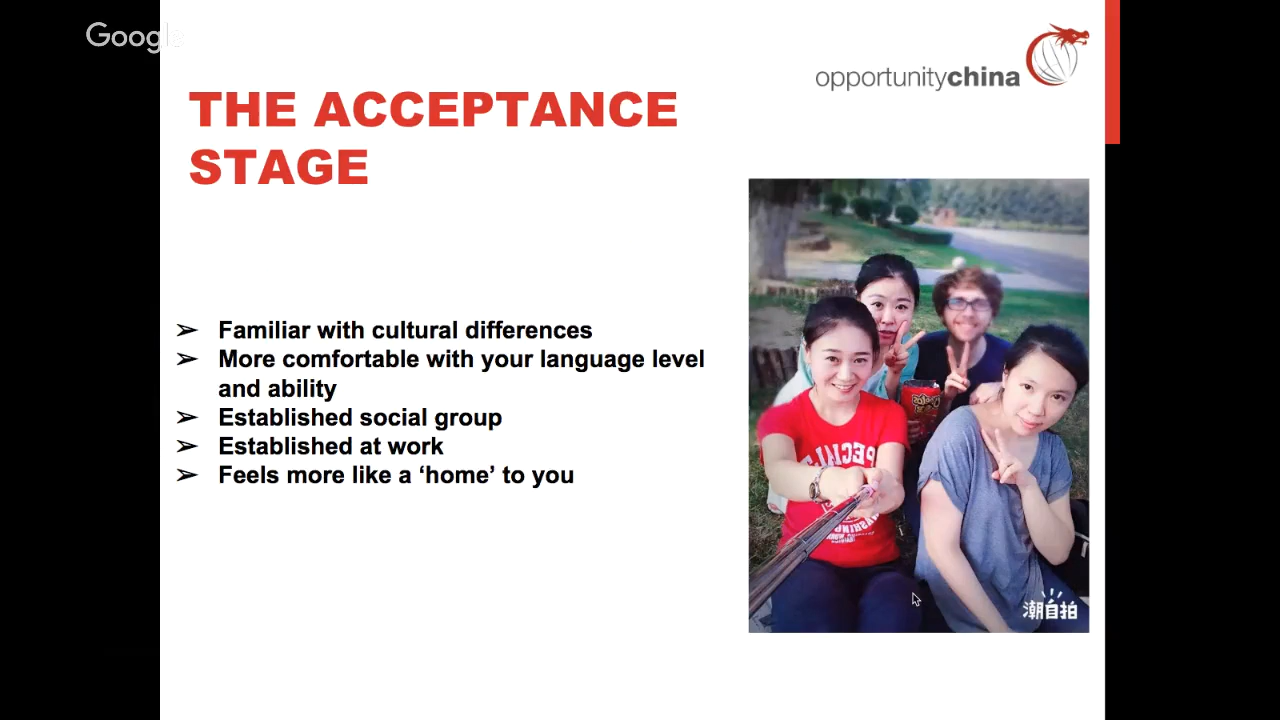 Google
opportunitychina
THE ACCEPTANCE
STAGE
➢ Familiar with cultural differences
➢ More comfortable with your language level
and ability
➢ Established social group
➢ Established at work
➢ Feels more like a ‘home’ to you
潮自拍